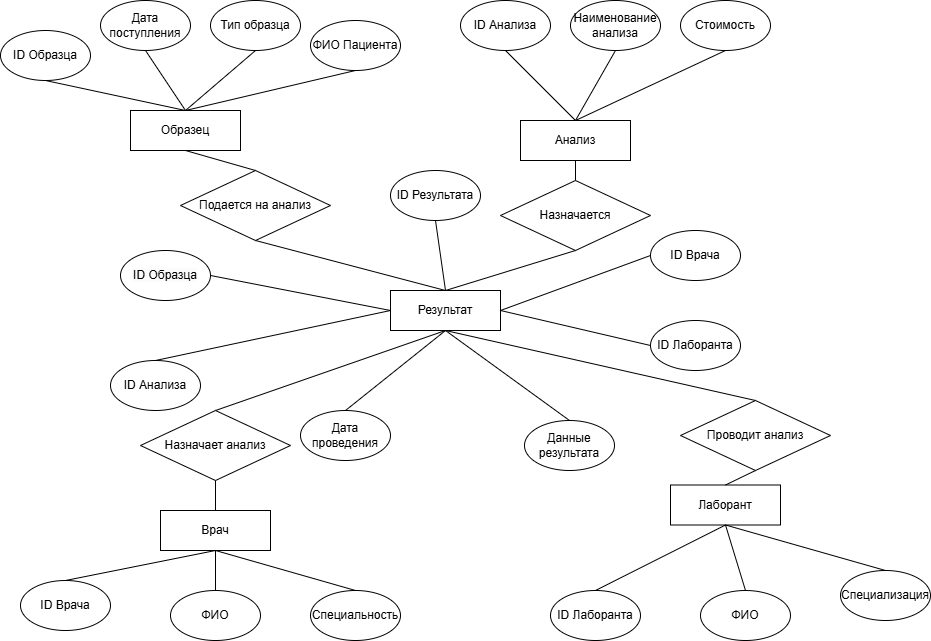 ID Образца
Дата
поступления
Тип образца
ФИО Пациента
ID Анализа
Наименование
анализа
Стоимость
Образец
Анализ
Подается на анализ
ID Результата
Назначается
ID Образца
ID Врача
Результат
ID Анализа
ID Лаборанта
Назначает анализ
Дата
проведения
Данные
результата
Проводит анализ
Врач
Лаборант
ID Врача
ФИО
Специальность
ID Лаборанта
ФИО
Специализация